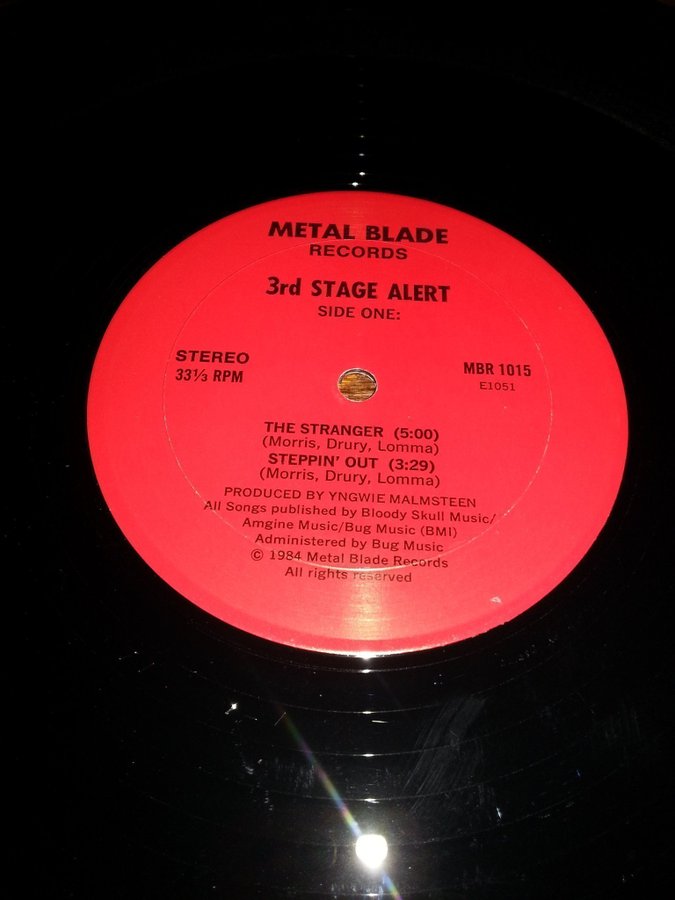 METAL BLADE
RECORDS
3rd STAGE ALERT
SIDE ONE:
STEREO
33⅓ RPM
MBR 1015
E1051
THE STRANGER (5:00)
(Morris, Drury, Lomma)
STEPPIN' OUT (3:29)
(Morris, Drury, Lomma)
PRODUCED BY YNGWIE MALMSTEEN
All Songs published by Bloody Skull Music/
Amgine Music/Bug Music (BMI)
Administered by Bug Music
© 1984 Metal Blade Records
All rights reserved